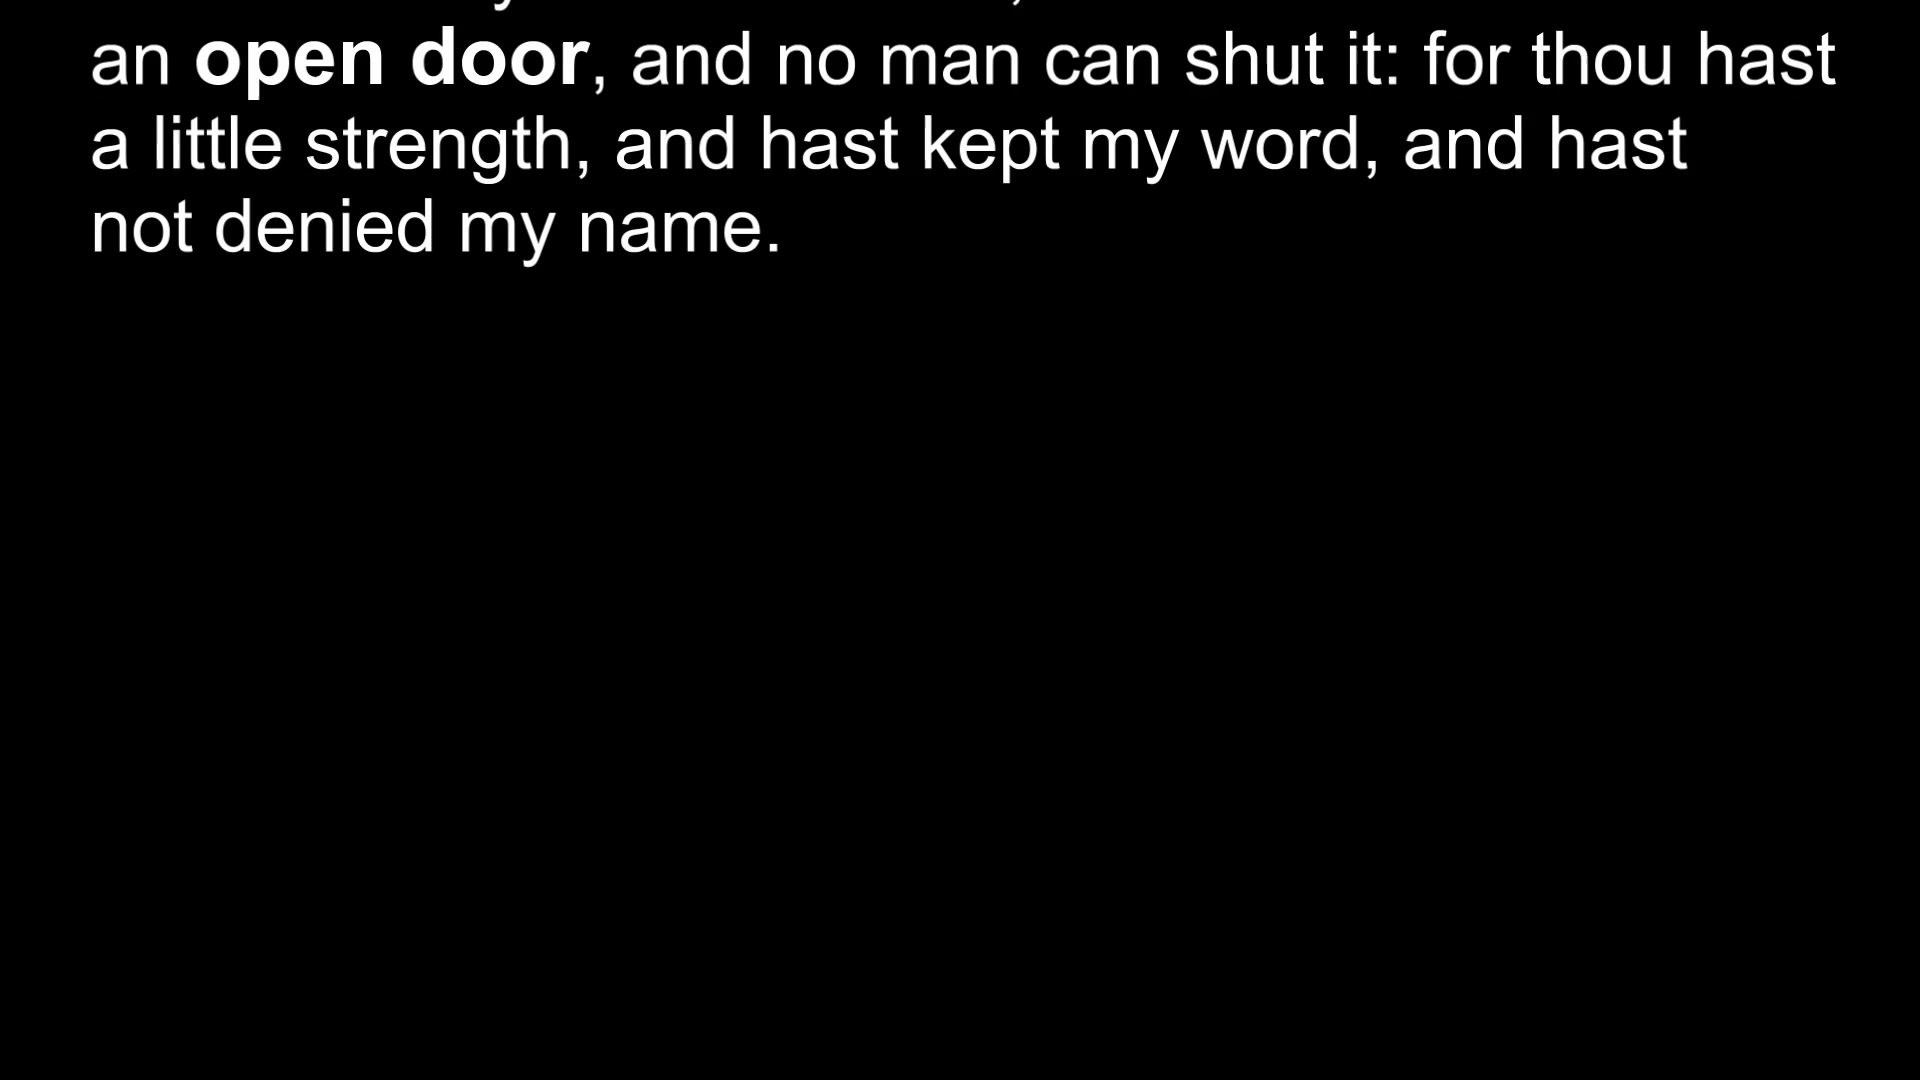 an open door, and no man can shut it: for thou hast
a little strength, and hast kept my word, and hast
not denied my name.